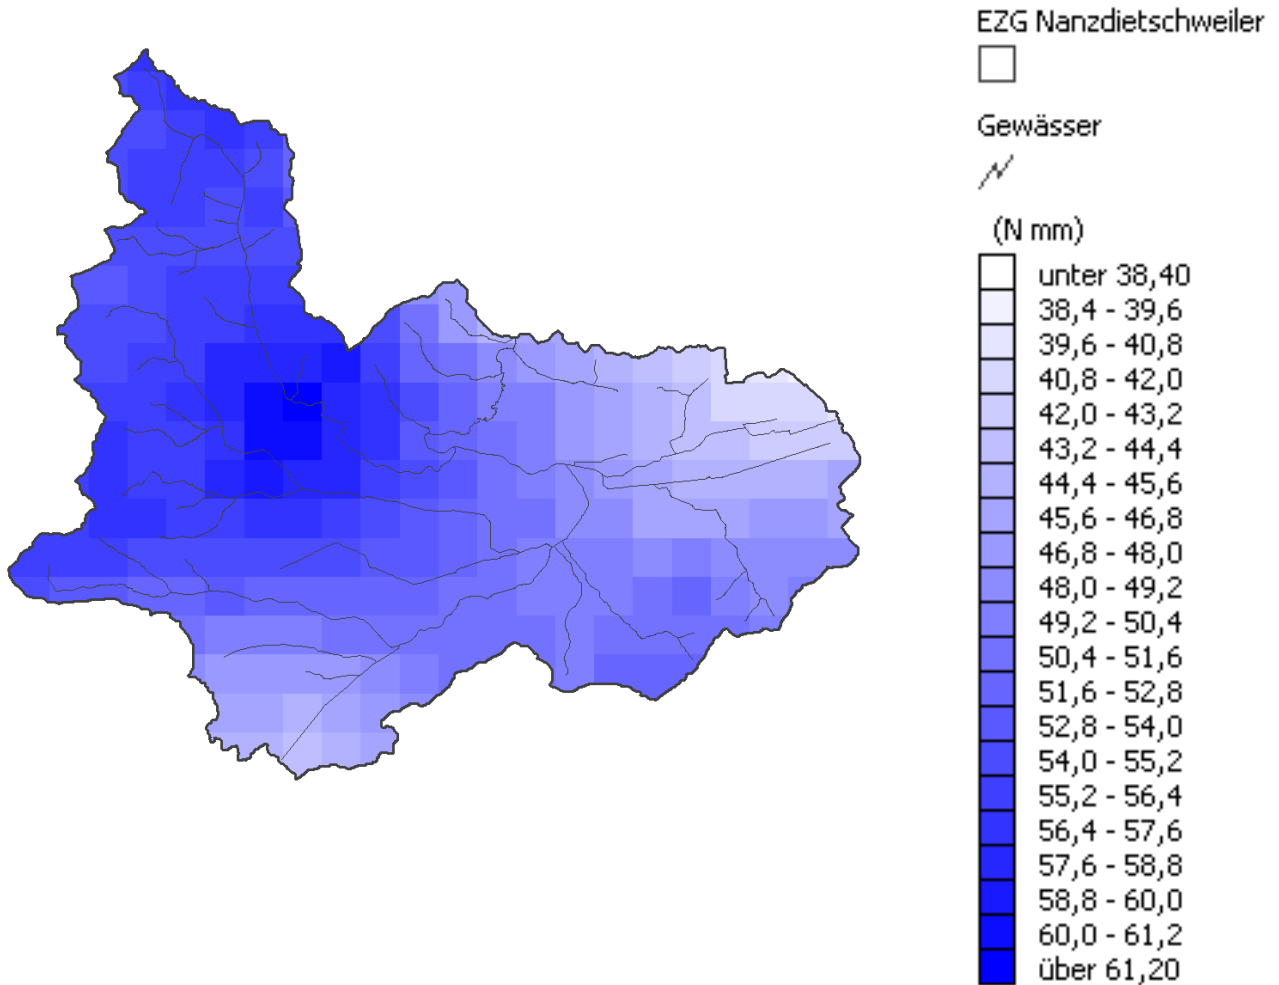 EZG Nanzdietschweiler
Gewässer
(N mm)
unter 38,40
38,4 - 39,6
39,6 - 40,8
40,8 - 42,0
42,0 - 43,2
43,2 - 44,4
44,4 - 45,6
45,6 - 46,8
46,8 - 48,0
48,0 - 49,2
49,2 - 50,4
50,4 - 51,6
51,6 - 52,8
52,8 - 54,0
54,0 - 55,2
55,2 - 56,4
56,4 - 57,6
57,6 - 58,8
58,8 - 60,0
60,0 - 61,2
über 61,20